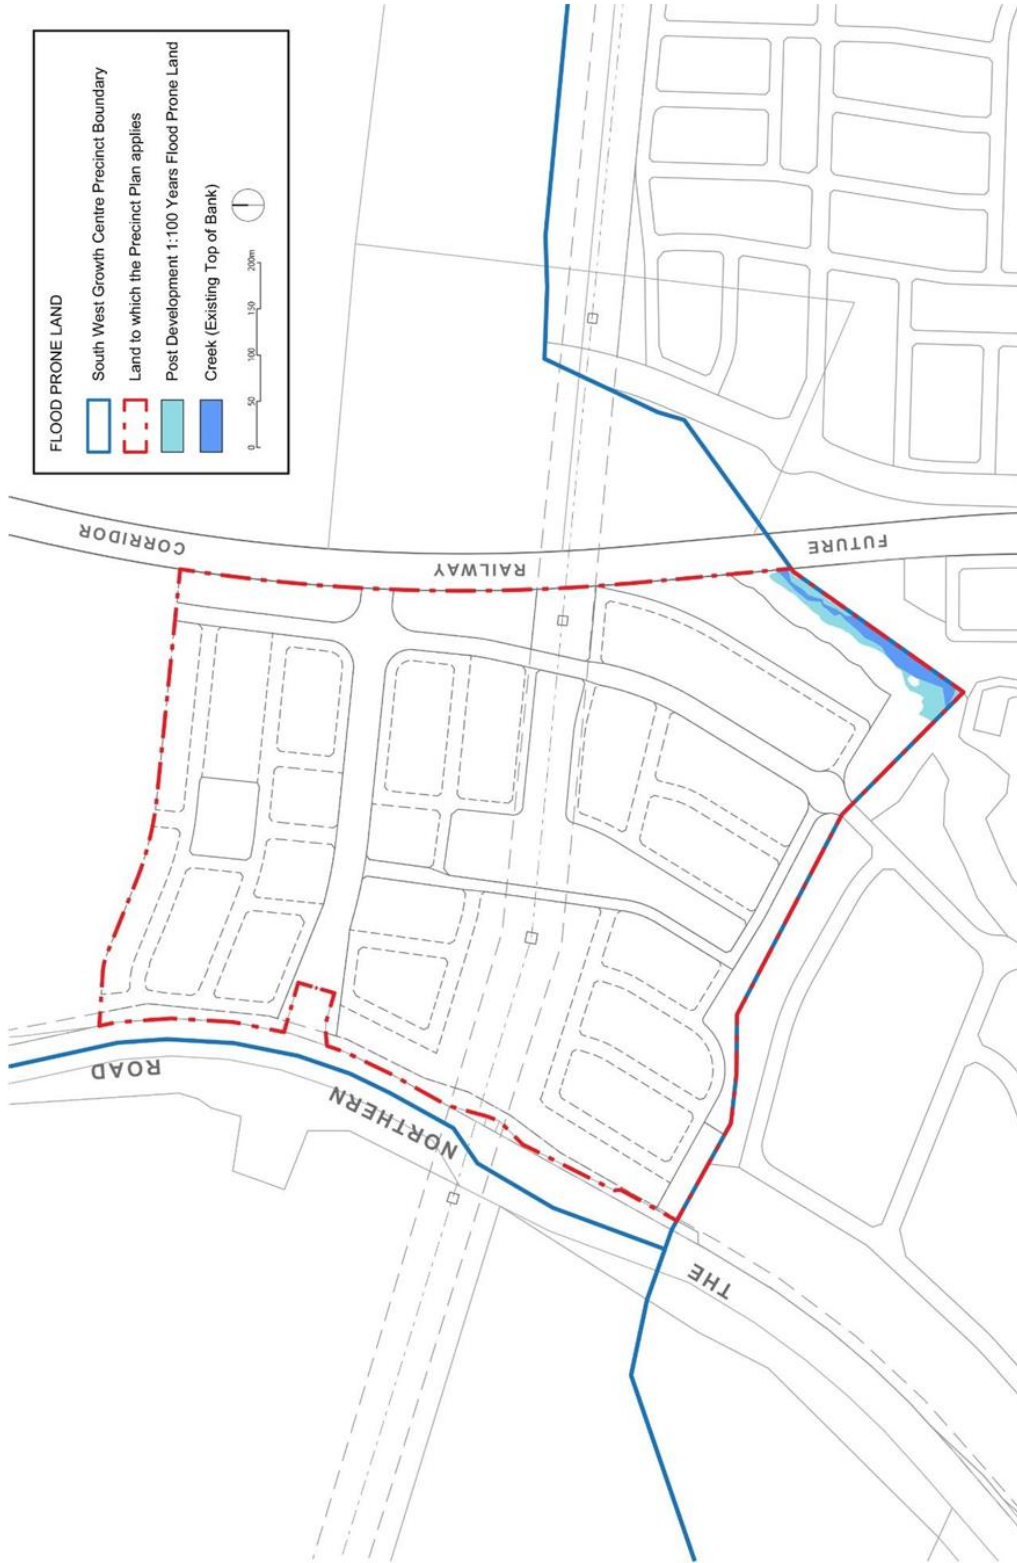 FLOOD PRONE LAND
South West Growth Centre Precinct Boundary
Land to which the Precinct Plan applies
Post Development 1:100 Years Flood Prone Land
Creek (Existing Top of Bank)
0 50 100 150 200m
THE NORTHERN ROAD
FUTURE RAILWAY CORRIDOR